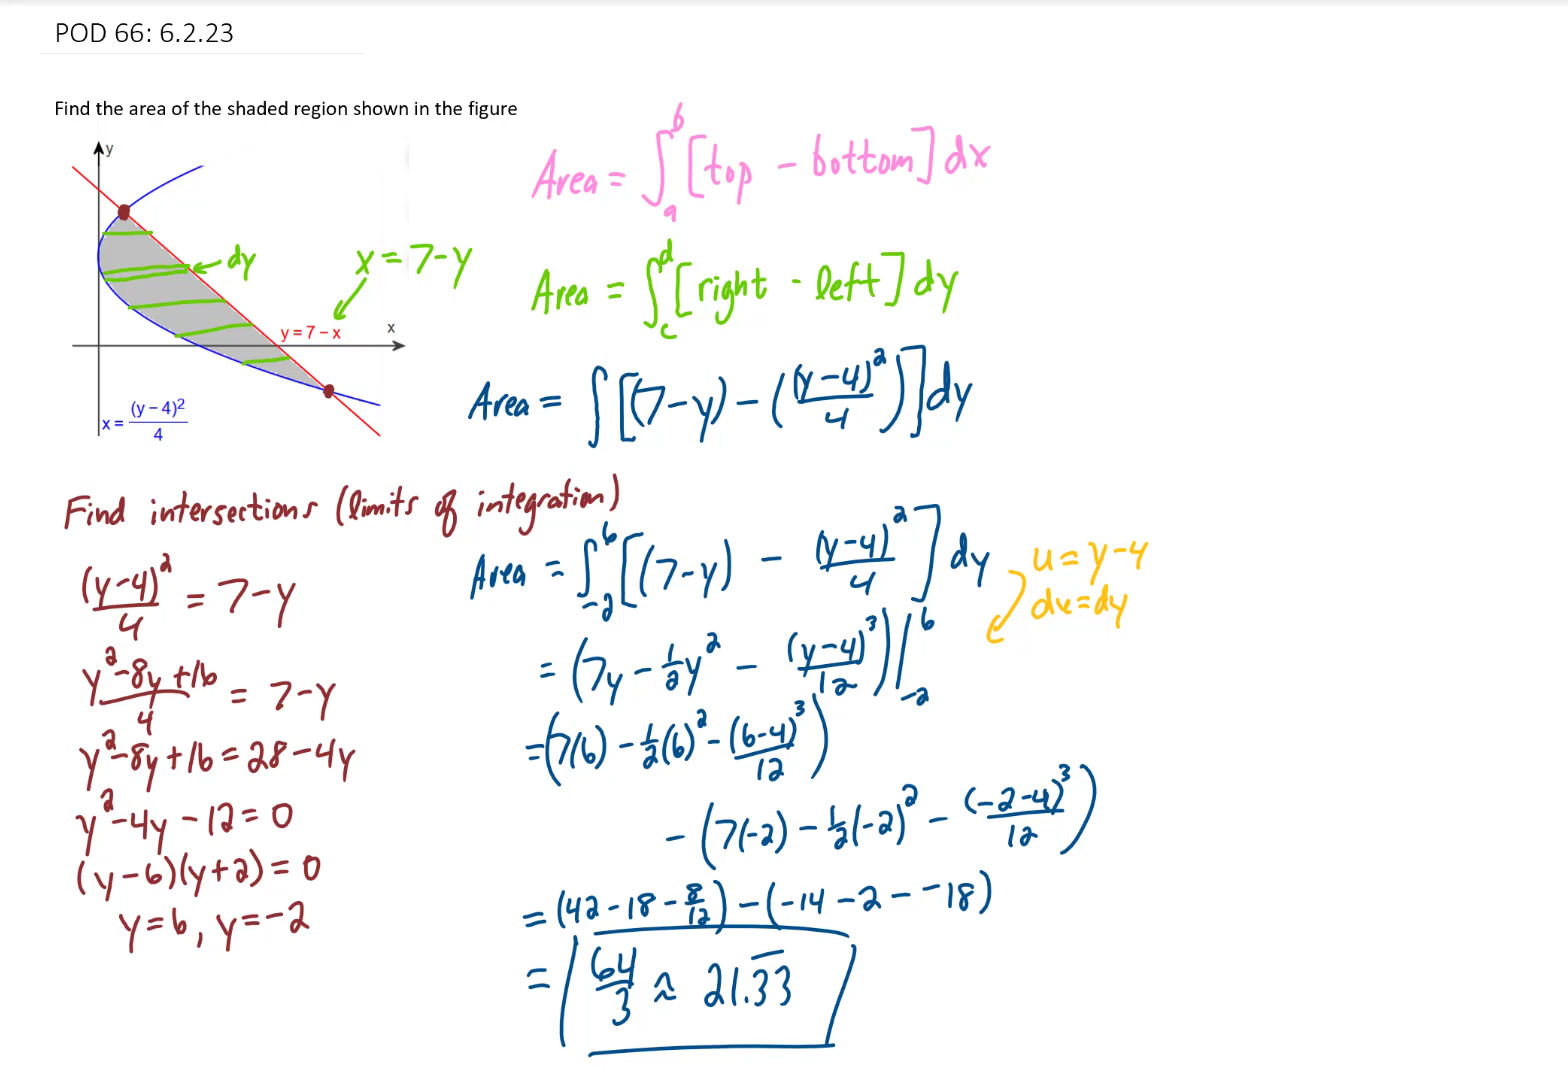 POD 66: 6.2.23
Find the area of the shaded region shown in the figure
y
dy
x = 7-y
y = 7 - x
x
x = (y - 4)²/4
Area = ∫_a^b [top - bottom] dx
Area = ∫_c^d [right - left] dy
Area = ∫ [(7-y) - ((y-4)²/4)] dy
Find intersections (limits of integration)
(y-4)²/4 = 7-y
(y²-8y+16)/4 = 7-y
y²-8y+16 = 28-4y
y²-4y-12 = 0
(y-6)(y+2) = 0
y=6, y=-2
Area = ∫_-2^6 [(7-y) - (y-4)²/4] dy
u = y-4
du = dy
= (7y - 1/2 y² - (y-4)³/12) |_-2^6
= (7(6) - 1/2(6)² - (6-4)³/12)
- (7(-2) - 1/2(-2)² - (-2-4)³/12)
= (42-18-8/12) - (-14-2--18)
= 64/3 ≈ 21.3̅3̅